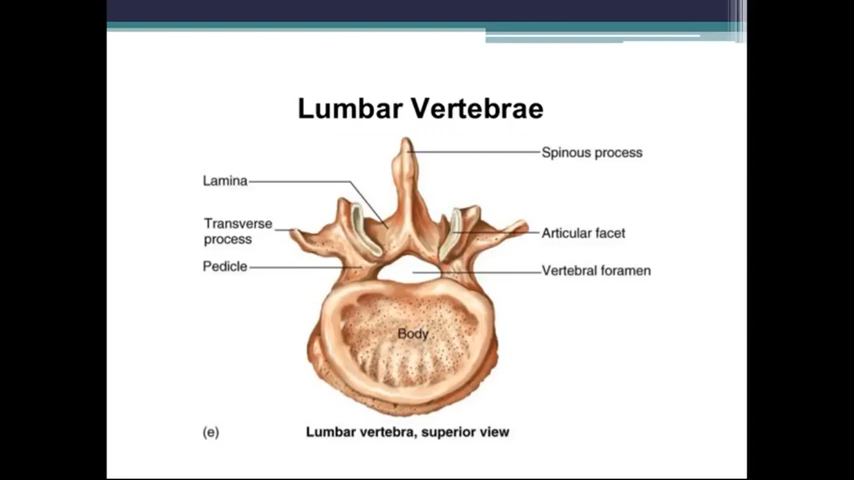 Lumbar Vertebrae
Spinous process
Lamina
Transverse
process
Articular facet
Pedicle
Vertebral foramen
Body
(e)
Lumbar vertebra, superior view